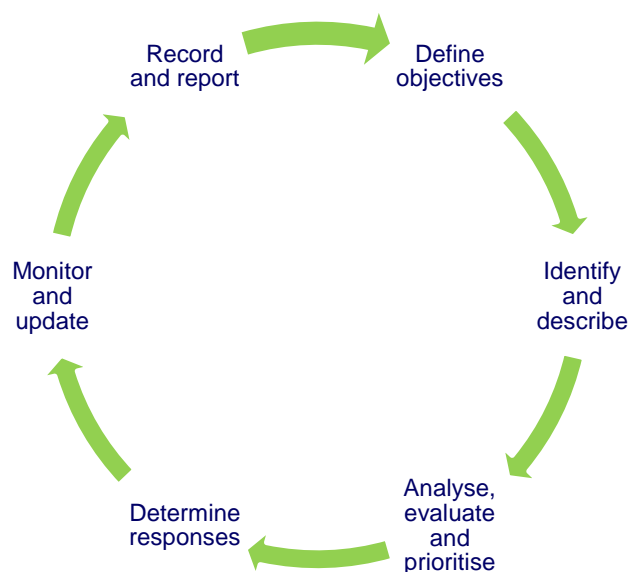 Record
and report
Define
objectives
Identify
and
describe
Analyse,
evaluate
and
prioritise
Determine
responses
Monitor
and
update